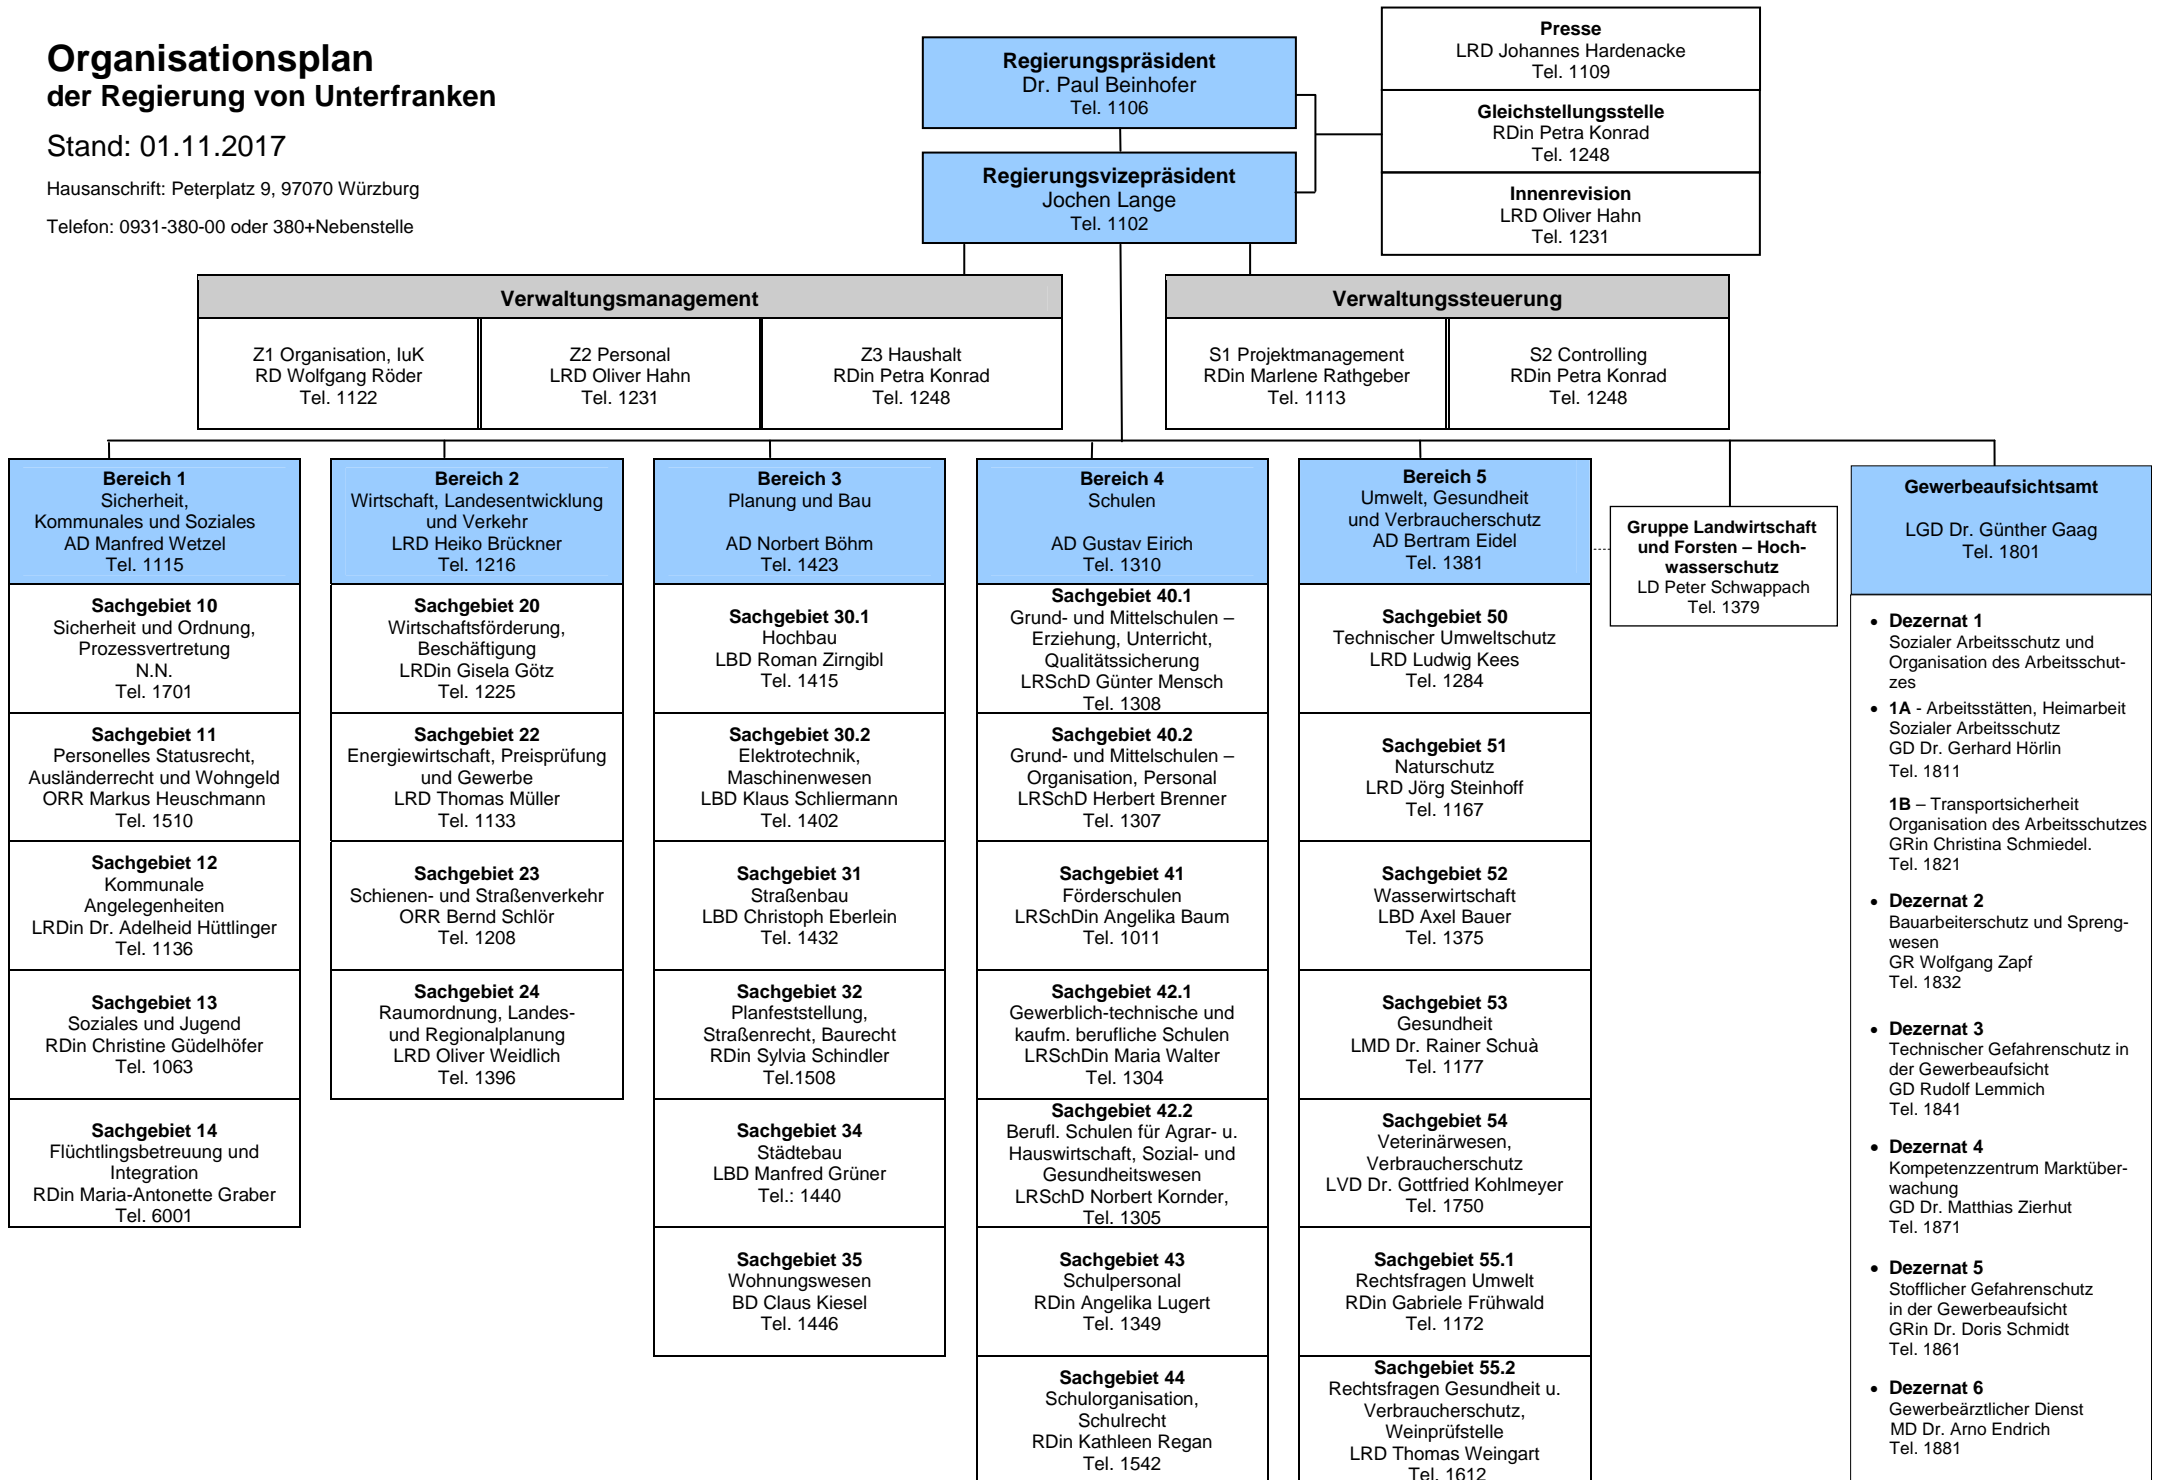 Organisationsplan
der Regierung von Unterfranken
Stand: 01.11.2017
Hausanschrift: Peterplatz 9, 97070 Würzburg
Telefon: 0931-380-00 oder 380+Nebenstelle
Regierungspräsident
Dr. Paul Beinhofer
Tel. 1106
Regierungsvizepräsident
Jochen Lange
Tel. 1102
Presse
LRD Johannes Hardenacke
Tel. 1109
Gleichstellungsstelle
RDin Petra Konrad
Tel. 1248
Innenrevision
LRD Oliver Hahn
Tel. 1231
Verwaltungsmanagement
Z1 Organisation, IuK
RD Wolfgang Röder
Tel. 1122
Z2 Personal
LRD Oliver Hahn
Tel. 1231
Z3 Haushalt
RDin Petra Konrad
Tel. 1248
Verwaltungssteuerung
S1 Projektmanagement
RDin Marlene Rathgeber
Tel. 1113
S2 Controlling
RDin Petra Konrad
Tel. 1248
Bereich 1
Sicherheit,
Kommunales und Soziales
AD Manfred Wetzel
Tel. 1115
Sachgebiet 10
Sicherheit und Ordnung,
Prozessvertretung
N.N.
Tel. 1701
Sachgebiet 11
Personelles Statusrecht,
Ausländerrecht und Wohngeld
ORR Markus Heuschmann
Tel. 1510
Sachgebiet 12
Kommunale
Angelegenheiten
LRDin Dr. Adelheid Hüttlinger
Tel. 1136
Sachgebiet 13
Soziales und Jugend
RDin Christine Güdelhöfer
Tel. 1063
Sachgebiet 14
Flüchtlingsbetreuung und
Integration
RDin Maria-Antonette Graber
Tel. 6001
Bereich 2
Wirtschaft, Landesentwicklung
und Verkehr
LRD Heiko Brückner
Tel. 1216
Sachgebiet 20
Wirtschaftsförderung,
Beschäftigung
LRDin Gisela Götz
Tel. 1225
Sachgebiet 22
Energiewirtschaft, Preisprüfung
und Gewerbe
LRD Thomas Müller
Tel. 1133
Sachgebiet 23
Schienen- und Straßenverkehr
ORR Bernd Schlör
Tel. 1208
Sachgebiet 24
Raumordnung, Landes-
und Regionalplanung
LRD Oliver Weidlich
Tel. 1396
Bereich 3
Planung und Bau
AD Norbert Böhm
Tel. 1423
Sachgebiet 30.1
Hochbau
LBD Roman Zirngibl
Tel. 1415
Sachgebiet 30.2
Elektrotechnik,
Maschinenwesen
LBD Klaus Schliermann
Tel. 1402
Sachgebiet 31
Straßenbau
LBD Christoph Eberlein
Tel. 1432
Sachgebiet 32
Planfeststellung,
Straßenrecht, Baurecht
RDin Sylvia Schindler
Tel.1508
Sachgebiet 34
Städtebau
LBD Manfred Grüner
Tel.: 1440
Sachgebiet 35
Wohnungswesen
BD Claus Kiesel
Tel. 1446
Bereich 4
Schulen
AD Gustav Eirich
Tel. 1310
Sachgebiet 40.1
Grund- und Mittelschulen –
Erziehung, Unterricht,
Qualitätssicherung
LRSchD Günter Mensch
Tel. 1308
Sachgebiet 40.2
Grund- und Mittelschulen –
Organisation, Personal
LRSchD Herbert Brenner
Tel. 1307
Sachgebiet 41
Förderschulen
LRSchDin Angelika Baum
Tel. 1011
Sachgebiet 42.1
Gewerblich-technische und
kaufm. berufliche Schulen
LRSchDin Maria Walter
Tel. 1304
Sachgebiet 42.2
Berufl. Schulen für Agrar- u.
Hauswirtschaft, Sozial- und
Gesundheitswesen
LRSchD Norbert Kornder,
Tel. 1305
Sachgebiet 43
Schulpersonal
RDin Angelika Lugert
Tel. 1349
Sachgebiet 44
Schulorganisation,
Schulrecht
RDin Kathleen Regan
Tel. 1542
Bereich 5
Umwelt, Gesundheit
und Verbraucherschutz
AD Bertram Eidel
Tel. 1381
Sachgebiet 50
Technischer Umweltschutz
LRD Ludwig Kees
Tel. 1284
Sachgebiet 51
Naturschutz
LRD Jörg Steinhoff
Tel. 1167
Sachgebiet 52
Wasserwirtschaft
LBD Axel Bauer
Tel. 1375
Sachgebiet 53
Gesundheit
LMD Dr. Rainer Schuà
Tel. 1177
Sachgebiet 54
Veterinärwesen,
Verbraucherschutz
LVD Dr. Gottfried Kohlmeyer
Tel. 1750
Sachgebiet 55.1
Rechtsfragen Umwelt
RDin Gabriele Frühwald
Tel. 1172
Sachgebiet 55.2
Rechtsfragen Gesundheit u.
Verbraucherschutz,
Weinprüfstelle
LRD Thomas Weingart
Tel. 1612
Gruppe Landwirtschaft
und Forsten – Hoch-
wasserschutz
LD Peter Schwappach
Tel. 1379
Gewerbeaufsichtsamt
LGD Dr. Günther Gaag
Tel. 1801
• Dezernat 1
Sozialer Arbeitsschutz und
Organisation des Arbeitsschut-
zes
• 1A - Arbeitsstätten, Heimarbeit
Sozialer Arbeitsschutz
GD Dr. Gerhard Hörlin
Tel. 1811
1B – Transportsicherheit
Organisation des Arbeitsschutzes
GRin Christina Schmiedel.
Tel. 1821
• Dezernat 2
Bauarbeiterschutz und Spreng-
wesen
GR Wolfgang Zapf
Tel. 1832
• Dezernat 3
Technischer Gefahrenschutz in
der Gewerbeaufsicht
GD Rudolf Lemmich
Tel. 1841
• Dezernat 4
Kompetenzzentrum Marktüber-
wachung
GD Dr. Matthias Zierhut
Tel. 1871
• Dezernat 5
Stofflicher Gefahrenschutz
in der Gewerbeaufsicht
GRin Dr. Doris Schmidt
Tel. 1861
• Dezernat 6
Gewerbeärztlicher Dienst
MD Dr. Arno Endrich
Tel. 1881